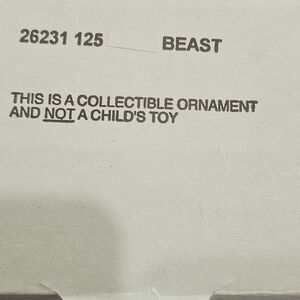 26231 125 BEAST
THIS IS A COLLECTIBLE ORNAMENT
AND NOT A CHILD'S TOY